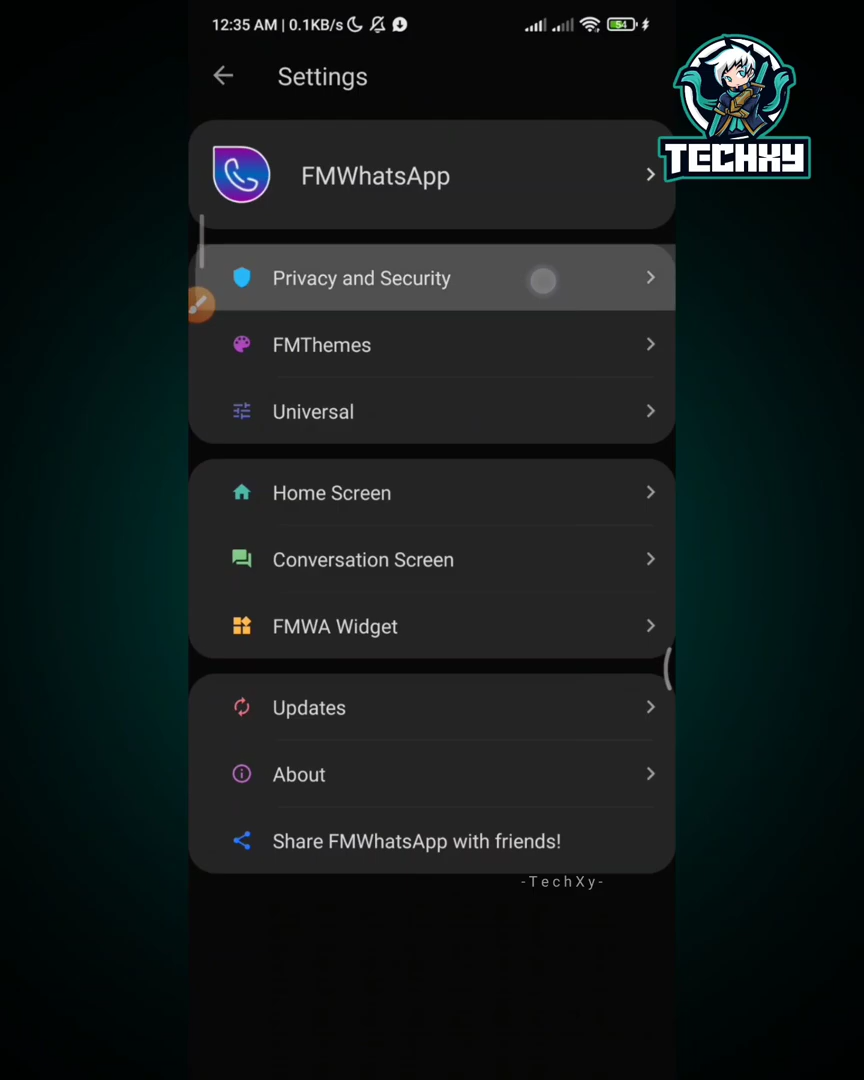 12:35 AM | 0.1KB/s
54
Settings
TECHXY
FMWhatsApp
Privacy and Security
FMThemes
Universal
Home Screen
Conversation Screen
FMWA Widget
Updates
About
Share FMWhatsApp with friends!
-TechXy-